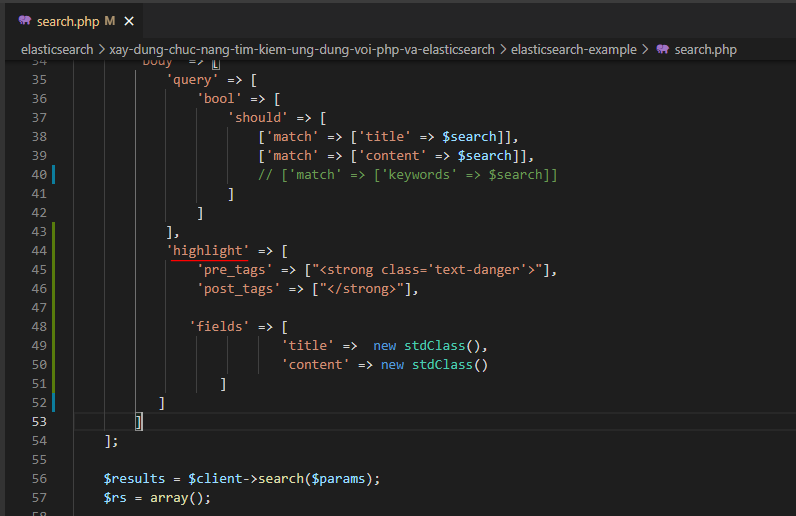 search.php M ×
elasticsearch > xay-dung-chuc-nang-tim-kiem-ung-dung-voi-php-va-elasticsearch > elasticsearch-example > search.php
34 'body' => [
35 'query' => [
36 'bool' => [
37 'should' => [
38 ['match' => ['title' => $search]],
39 ['match' => ['content' => $search]],
40 // ['match' => ['keywords' => $search]]
41 ]
42 ]
43 ],
44 'highlight' => [
45 'pre_tags' => ["<strong class='text-danger'>"],
46 'post_tags' => ["</strong>"],
47
48 'fields' => [
49 'title' => new stdClass(),
50 'content' => new stdClass()
51 ]
52 ]
53 ]
54 ];
55
56 $results = $client->search($params);
57 $rs = array();
58